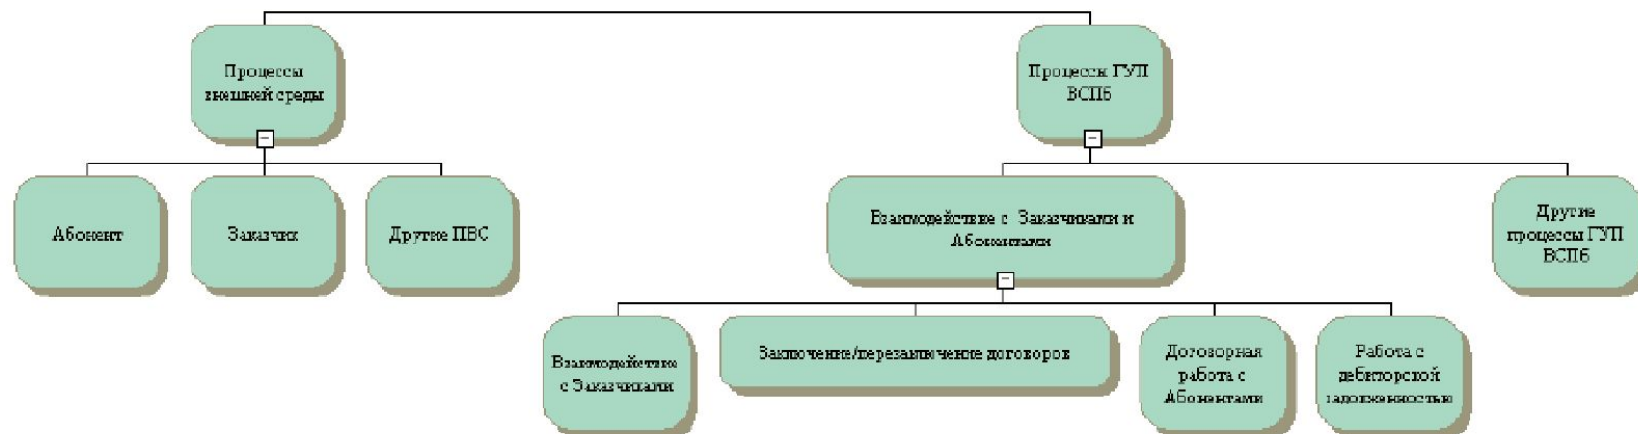 Процессы
внешней среды
Процессы ГУП
ВСПб
Абонент
Заказчик
Другие ПВС
Взаимодействие с Заказчиками и
Абонентами
Другие
процессы ГУП
ВСПб
Взаимодействие
с Заказчиками
Заключение/перезаключение договоров
Договорная
работа с
Абонентами
Работа с
дебиторской
задолженностью